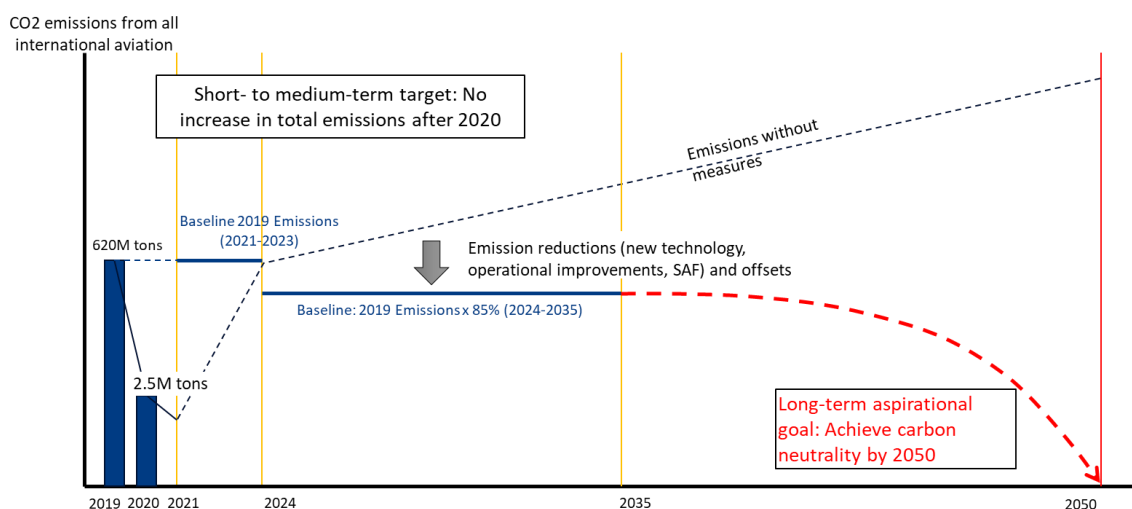 CO2 emissions from all
international aviation
Short- to medium-term target: No
increase in total emissions after 2020
Emissions without
measures
Baseline 2019 Emissions
(2021-2023)
620M tons
Emission reductions (new technology,
operational improvements, SAF) and offsets
Baseline: 2019 Emissions x 85% (2024-2035)
2.5M tons
Long-term aspirational
goal: Achieve carbon
neutrality by 2050
2019
2020
2021
2024
2035
2050